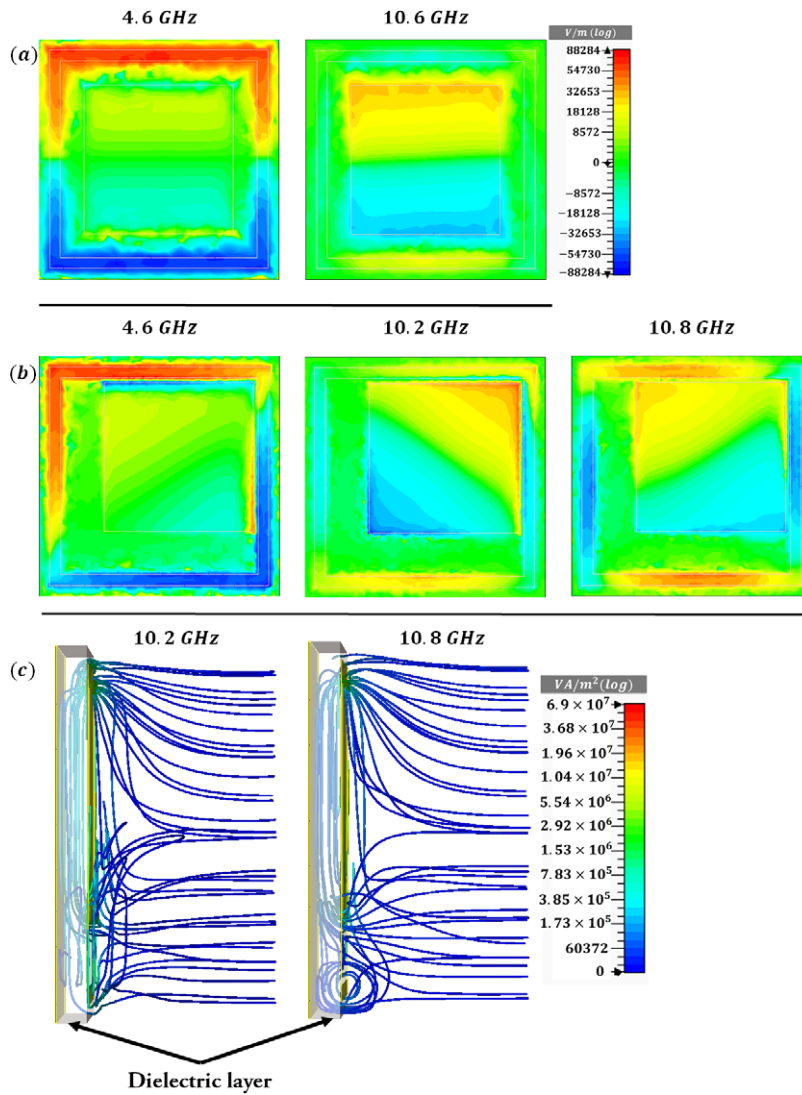 4.6 GHz
10.6 GHz
V/m (log)
(a)
88284
54730
32653
18128
8572
0
−8572
−18128
−32653
−54730
−88284
4.6 GHz
10.2 GHz
10.8 GHz
(b)
10.2 GHz
10.8 GHz
(c)
VA/m² (log)
6.9 × 10⁷
3.68 × 10⁷
1.96 × 10⁷
1.04 × 10⁷
5.54 × 10⁶
2.92 × 10⁶
1.53 × 10⁶
7.83 × 10⁵
3.85 × 10⁵
1.73 × 10⁵
60372
0
Dielectric layer